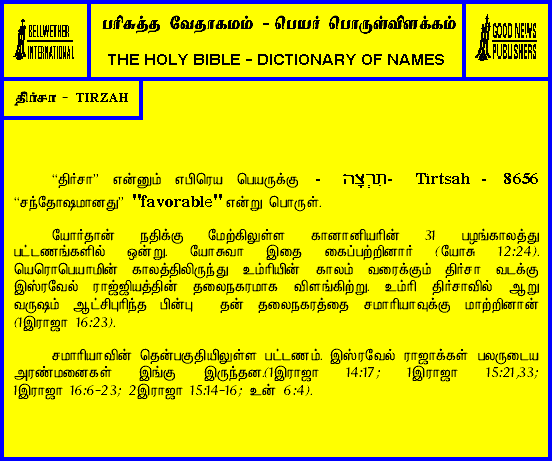 BELLWETHER
INTERNATIONAL
பரிசுத்த வேதாகமம் - பெயர் பொருள்விளக்கம்
THE HOLY BIBLE - DICTIONARY OF NAMES
GOOD NEWS
PUBLISHERS
திர்சா - TIRZAH
“திர்சா” என்னும் எபிரெய பெயருக்கு - תִרְצָה- Tirtsah - 8656
“சந்தோஷமானது” "favorable" என்று பொருள்.
யோர்தான் நதிக்கு மேற்கிலுள்ள கானானியரின் 31 பழங்காலத்து
பட்டணங்களில் ஒன்று. யோசுவா இதை கைப்பற்றினார் (யோசு 12:24).
யெரொபெயாமின் காலத்திலிருந்து உம்ரியின் காலம் வரைக்கும் திர்சா வடக்கு
இஸ்ரவேல் ராஜ்ஜியத்தின் தலைநகரமாக விளங்கிற்று. உம்ரி திர்சாவில் ஆறு
வருஷம் ஆட்சிபுரிந்த பின்பு தன் தலைநகரத்தை சமாரியாவுக்கு மாற்றினான்
(1இராஜா 16:23).
சமாரியாவின் தென்பகுதியிலுள்ள பட்டணம். இஸ்ரவேல் ராஜாக்கள் பலருடைய
அரண்மனைகள் இங்கு இருந்தன.(1இராஜா 14:17; 1இராஜா 15:21,33;
1இராஜா 16:6-23; 2இராஜா 15:14-16; உன் 6:4).